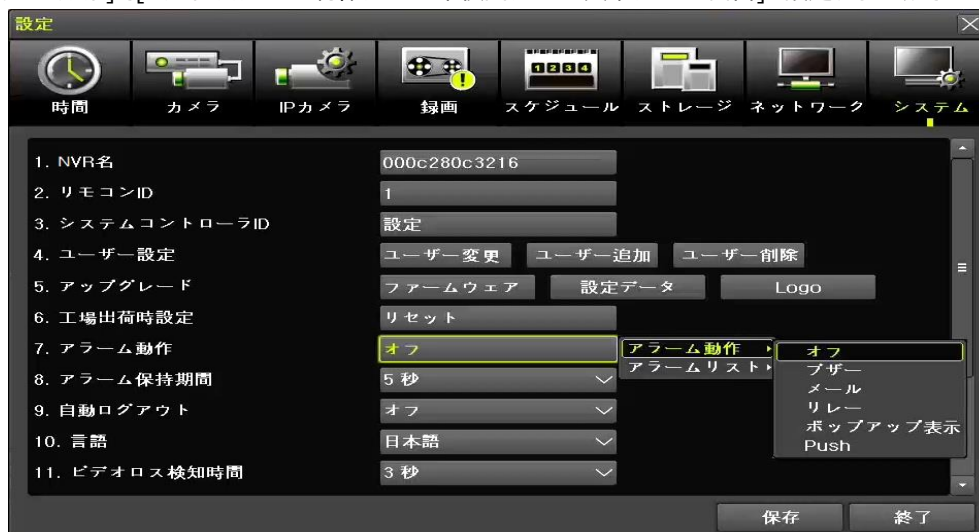 設定
時間 カメラ IPカメラ 録画 1234 スケジュール ストレージ ネットワーク システム
1. NVR名 000c280c3216
2. リモコンID 1
3. システムコントローラID 設定
4. ユーザー設定 ユーザー変更 ユーザー追加 ユーザー削除
5. アップグレード ファームウェア 設定データ Logo
6. 工場出荷時設定 リセット
7. アラーム動作 オフ アラーム動作 オフ
アラームリスト ブザー
8. アラーム保持期間 5 秒 メール
9. 自動ログアウト オフ リレー
ポップアップ表示
10. 言語 日本語 Push
11. ビデオロス検知時間 3 秒
保存 終了